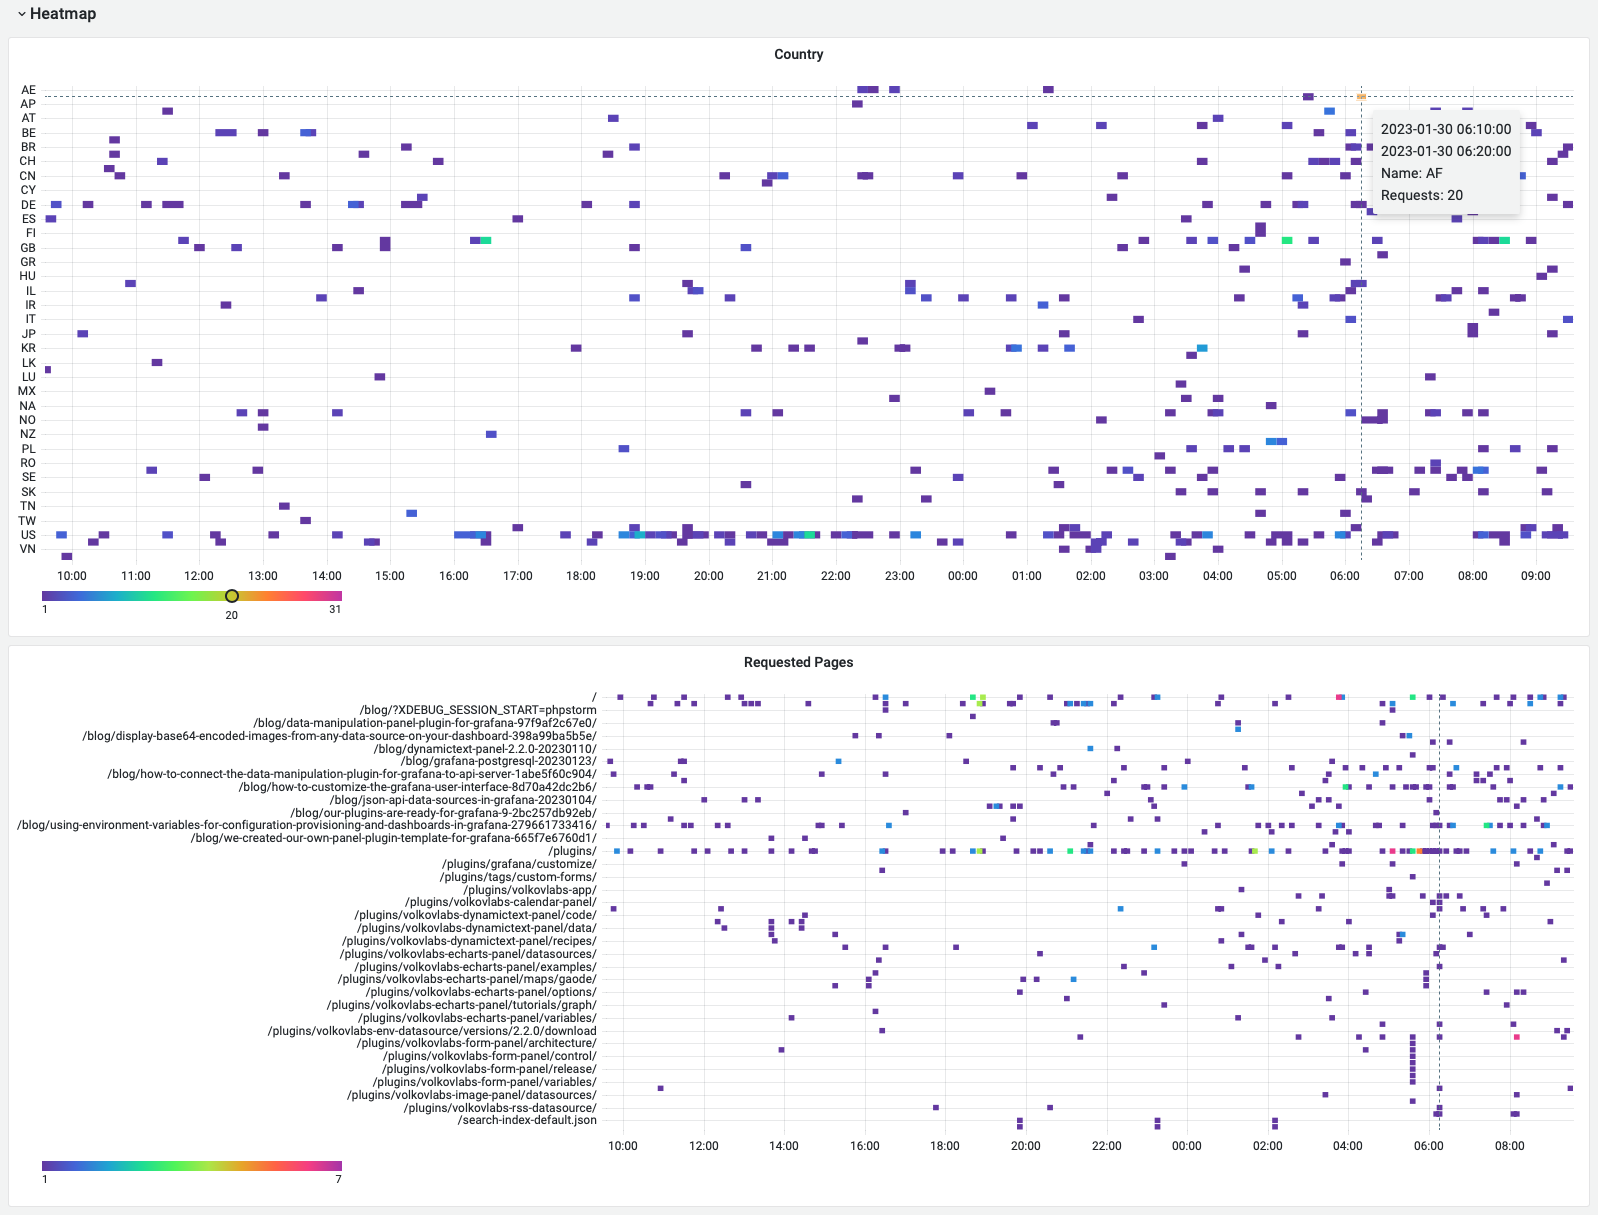 Heatmap
Country
AE
AP
AT
BE
BR
CH
CN
CY
DE
ES
FI
GB
GR
HU
IL
IR
IT
JP
KR
LK
LU
MX
NA
NO
NZ
PL
RO
SE
SK
TN
TW
US
VN
2023-01-30 06:10:00
2023-01-30 06:20:00
Name: AF
Requests: 20
10:00 11:00 12:00 13:00 14:00 15:00 16:00 17:00 18:00 19:00 20:00 21:00 22:00 23:00 00:00 01:00 02:00 03:00 04:00 05:00 06:00 07:00 08:00 09:00
1 31
20
Requested Pages
/
/blog/?XDEBUG_SESSION_START=phpstorm
/blog/data-manipulation-panel-plugin-for-grafana-97f9af2c67e0/
/blog/display-base64-encoded-images-from-any-data-source-on-your-dashboard-398a99ba5b5e/
/blog/dynamictext-panel-2.2.0-20230110/
/blog/grafana-postgresql-20230123/
/blog/how-to-connect-the-data-manipulation-plugin-for-grafana-to-api-server-1abe5f60c904/
/blog/how-to-customize-the-grafana-user-interface-8d70a42dc2b6/
/blog/json-api-data-sources-in-grafana-20230104/
/blog/our-plugins-are-ready-for-grafana-9-2bc257db92eb/
/blog/using-environment-variables-for-configuration-provisioning-and-dashboards-in-grafana-279661733416/
/blog/we-created-our-own-panel-plugin-template-for-grafana-665f7e6760d1/
/plugins/
/plugins/grafana/customize/
/plugins/tags/custom-forms/
/plugins/volkovlabs-app/
/plugins/volkovlabs-calendar-panel/
/plugins/volkovlabs-dynamictext-panel/code/
/plugins/volkovlabs-dynamictext-panel/data/
/plugins/volkovlabs-dynamictext-panel/recipes/
/plugins/volkovlabs-echarts-panel/datasources/
/plugins/volkovlabs-echarts-panel/examples/
/plugins/volkovlabs-echarts-panel/maps/gaode/
/plugins/volkovlabs-echarts-panel/options/
/plugins/volkovlabs-echarts-panel/tutorials/graph/
/plugins/volkovlabs-echarts-panel/variables/
/plugins/volkovlabs-env-datasource/versions/2.2.0/download
/plugins/volkovlabs-form-panel/architecture/
/plugins/volkovlabs-form-panel/control/
/plugins/volkovlabs-form-panel/release/
/plugins/volkovlabs-form-panel/variables/
/plugins/volkovlabs-image-panel/datasources/
/plugins/volkovlabs-rss-datasource/
/search-index-default.json
10:00 12:00 14:00 16:00 18:00 20:00 22:00 00:00 02:00 04:00 06:00 08:00
1 7